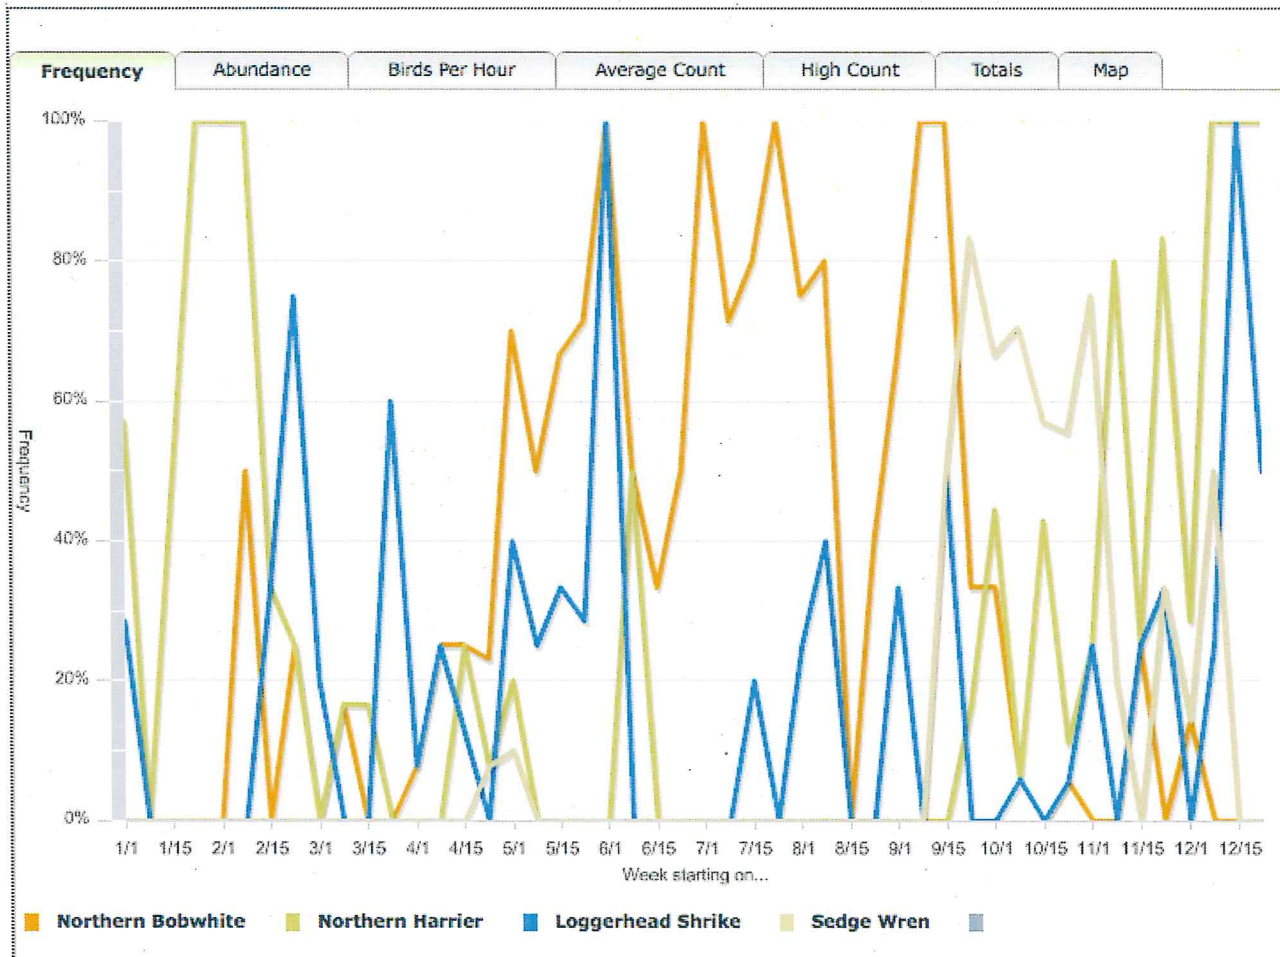 Frequency Abundance Birds Per Hour Average Count High Count Totals Map
100%
80%
60%
40%
20%
0%
Frequency
1/1 1/15 2/1 2/15 3/1 3/15 4/1 4/15 5/1 5/15 6/1 6/15 7/1 7/15 8/1 8/15 9/1 9/15 10/1 10/15 11/1 11/15 12/1 12/15
Week starting on...
Northern Bobwhite Northern Harrier Loggerhead Shrike Sedge Wren